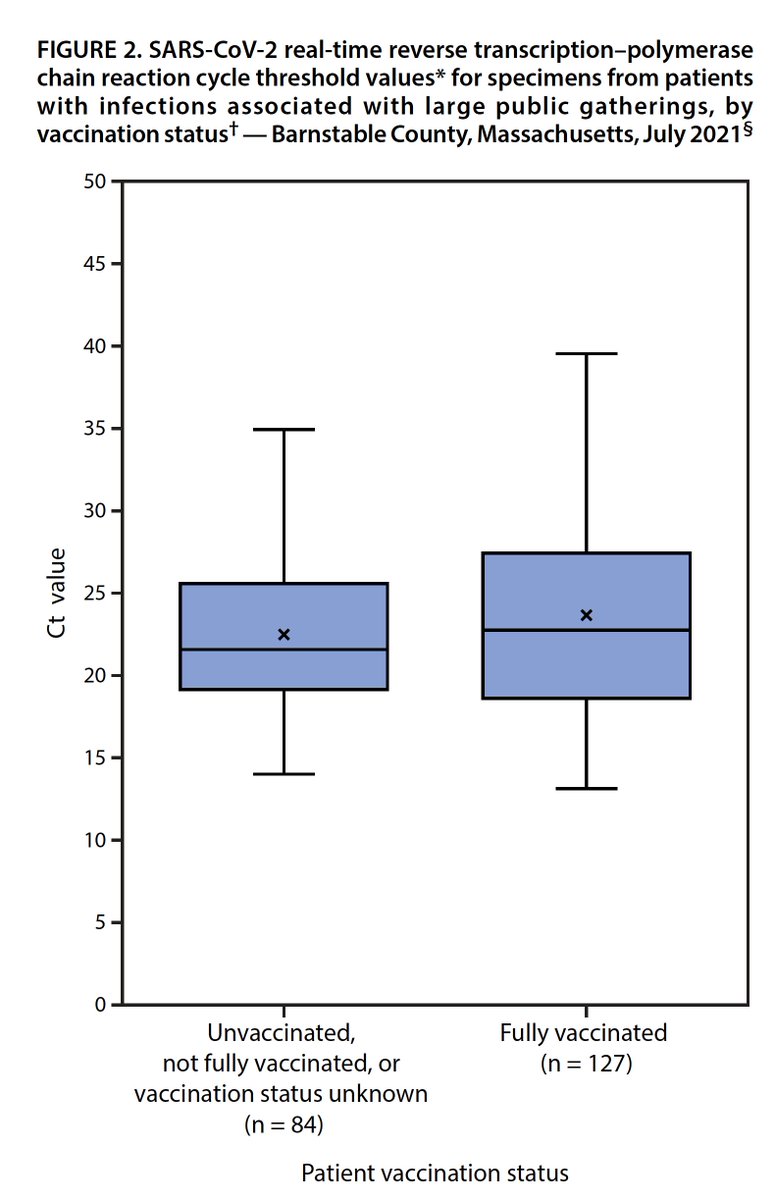 FIGURE 2. SARS-CoV-2 real-time reverse transcription–polymerase
chain reaction cycle threshold values* for specimens from patients
with infections associated with large public gatherings, by
vaccination status† — Barnstable County, Massachusetts, July 2021§
50
45
40
35
30
25
20
15
10
5
0
Ct value
Unvaccinated,
not fully vaccinated, or
vaccination status unknown
(n = 84)
Fully vaccinated
(n = 127)
Patient vaccination status